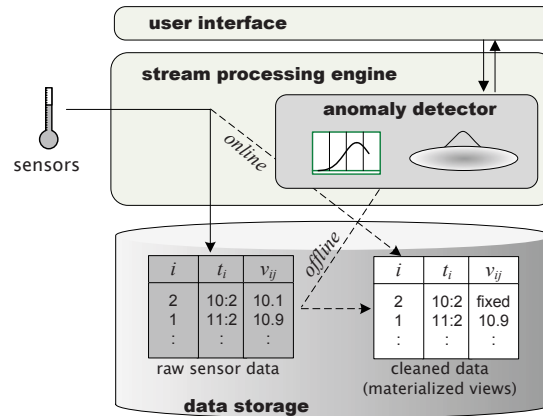 user interface
stream processing engine
anomaly detector
sensors
online
offline
i t_i v_ij
2 10:2 10.1
1 11:2 10.9
: : :
raw sensor data
i t_i v_ij
2 10:2 fixed
1 11:2 10.9
: : :
cleaned data
(materialized views)
data storage